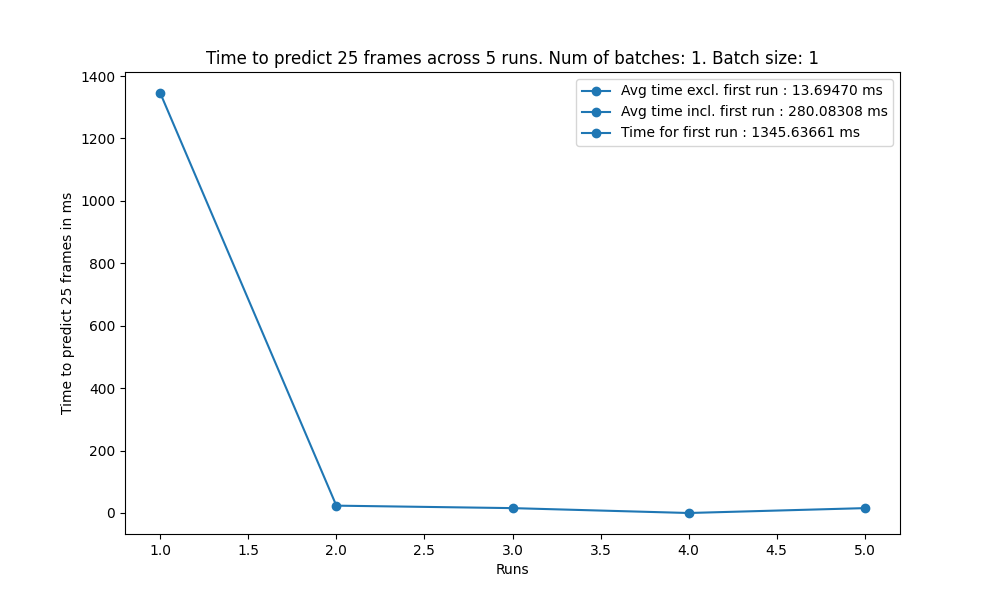 Time to predict 25 frames across 5 runs. Num of batches: 1. Batch size: 1
Avg time excl. first run : 13.69470 ms
Avg time incl. first run : 280.08308 ms
Time for first run : 1345.63661 ms
Time to predict 25 frames in ms
1400
1200
1000
800
600
400
200
0
1.0 1.5 2.0 2.5 3.0 3.5 4.0 4.5 5.0
Runs